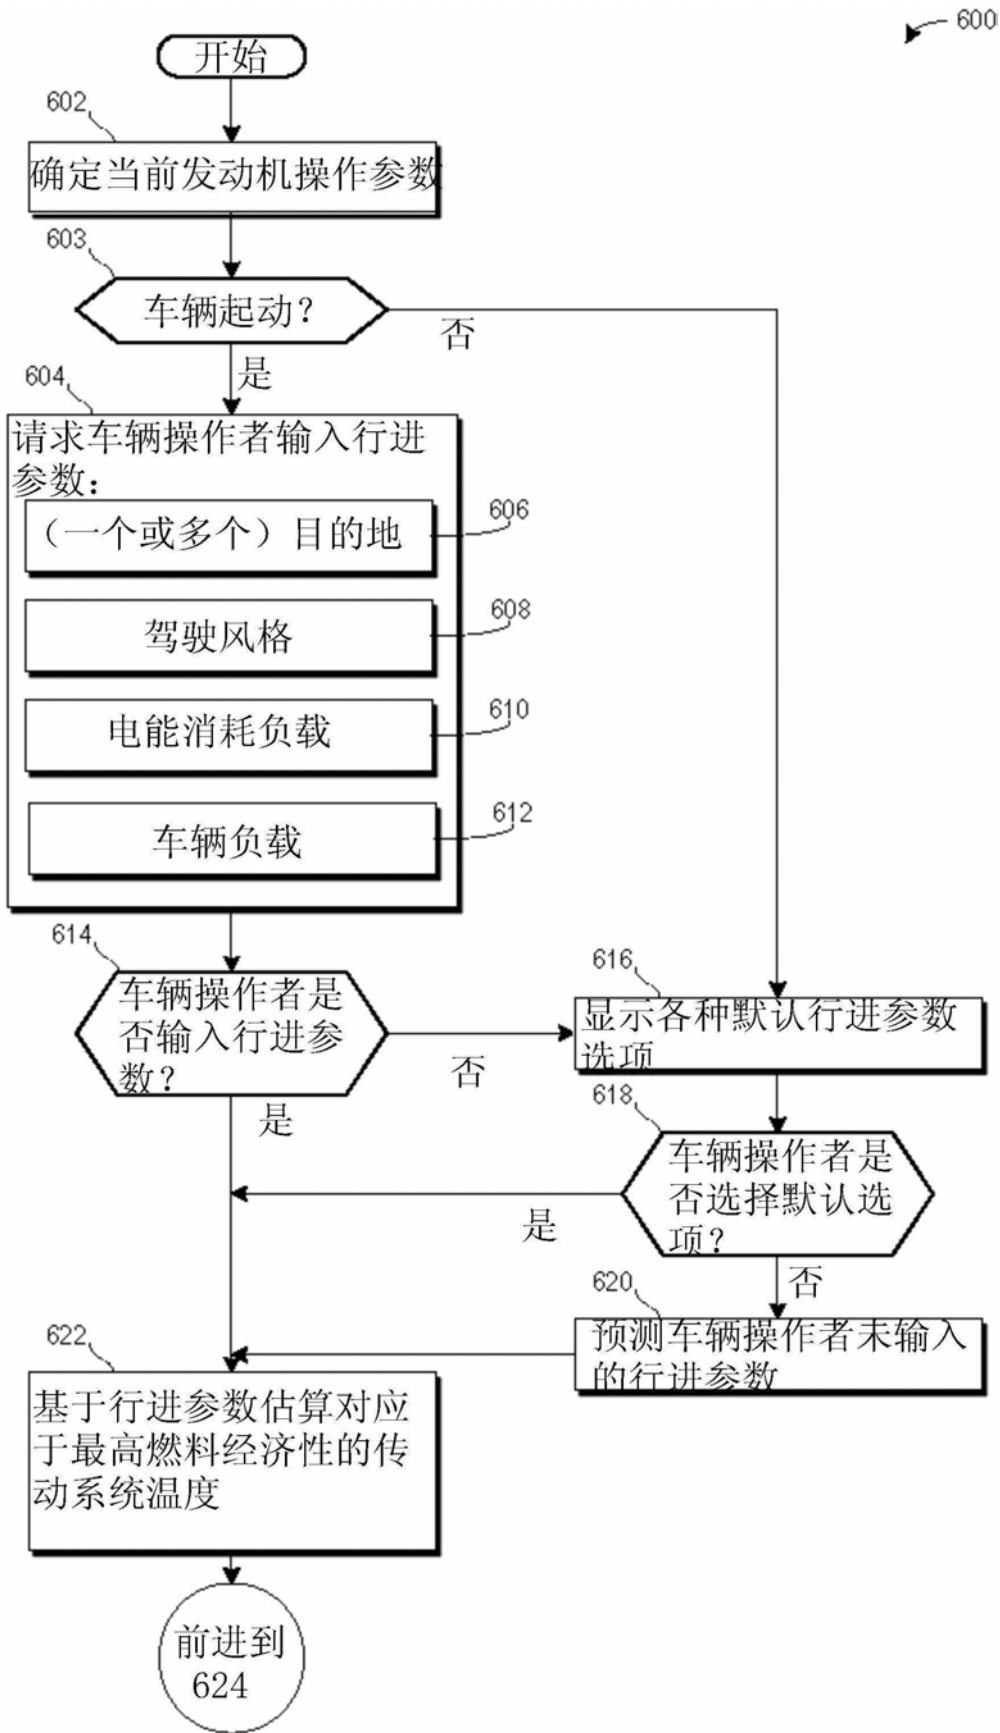 600
开始
602
确定当前发动机操作参数
603
车辆起动？
否
是
604
请求车辆操作者输入行进
参数：
（一个或多个）目的地
606
驾驶风格
608
电能消耗负载
610
车辆负载
612
614
车辆操作者是
否输入行进参
数？
否
是
616
显示各种默认行进参数
选项
618
车辆操作者是
否选择默认选
项？
是
否
620
预测车辆操作者未输入
的行进参数
622
基于行进参数估算对应
于最高燃料经济性的传
动系统温度
前进到
624